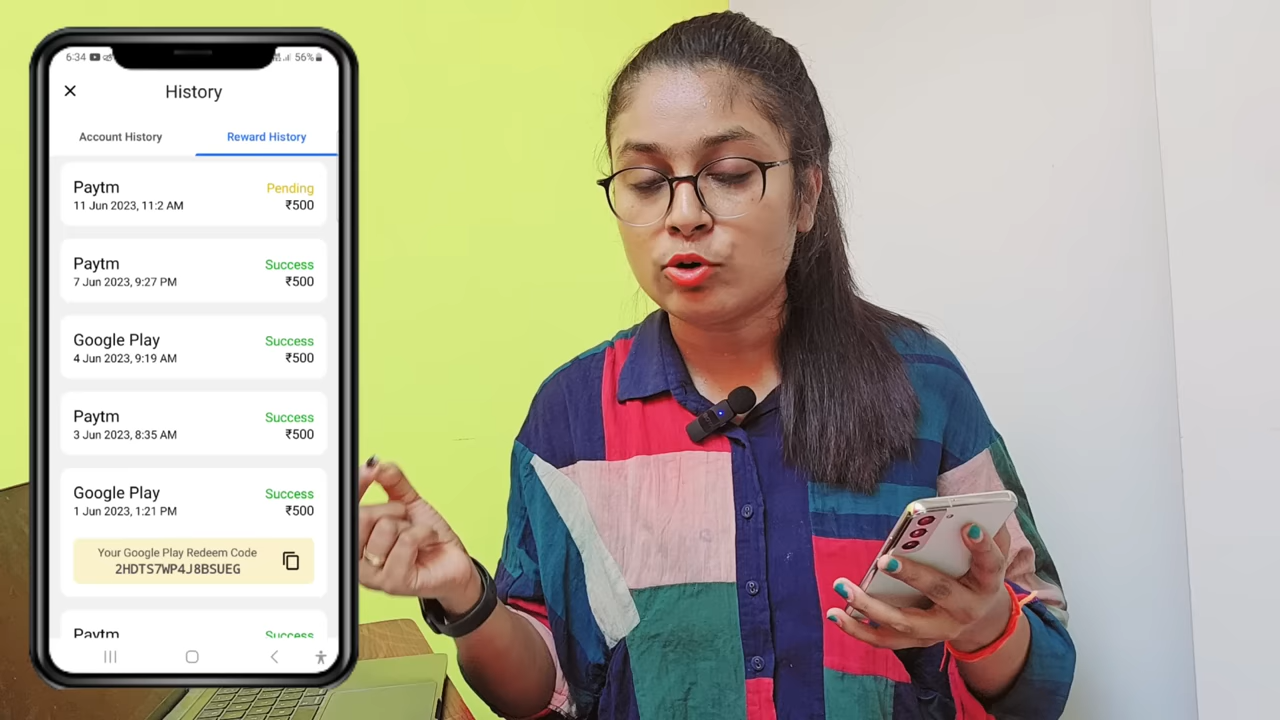 6:34
56%
History
Account History
Reward History
Paytm
Pending
11 Jun 2023, 11:2 AM
₹500
Paytm
Success
7 Jun 2023, 9:27 PM
₹500
Google Play
Success
4 Jun 2023, 9:19 AM
₹500
Paytm
Success
3 Jun 2023, 8:35 AM
₹500
Google Play
Success
1 Jun 2023, 1:21 PM
₹500
Your Google Play Redeem Code
2HDTS7WP4J8BSUEG
Paytm
Success